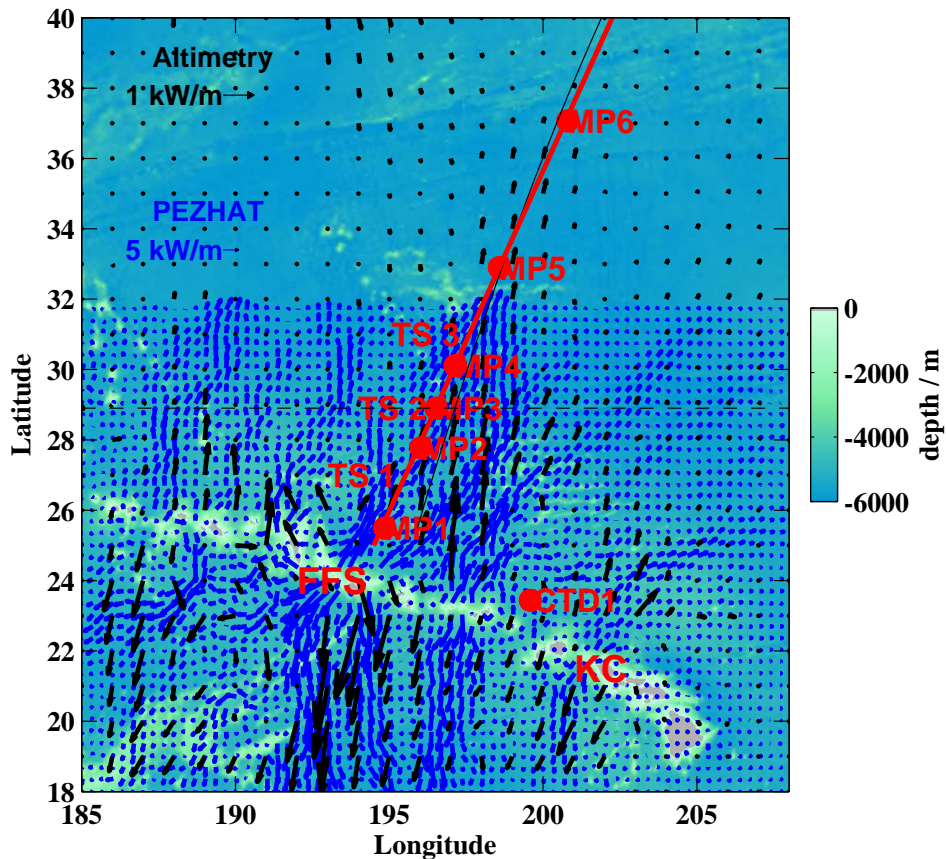 40
38
36
34
32
30
28
26
24
22
20
18
Latitude
185
190
195
200
205
Longitude
Altimetry
1 kW/m
PEZHAT
5 kW/m
MP6
MP5
TS 3
MP4
TS 2
MP3
MP2
TS 1
MP1
FFS
CTD1
KC
0
-2000
-4000
-6000
depth / m